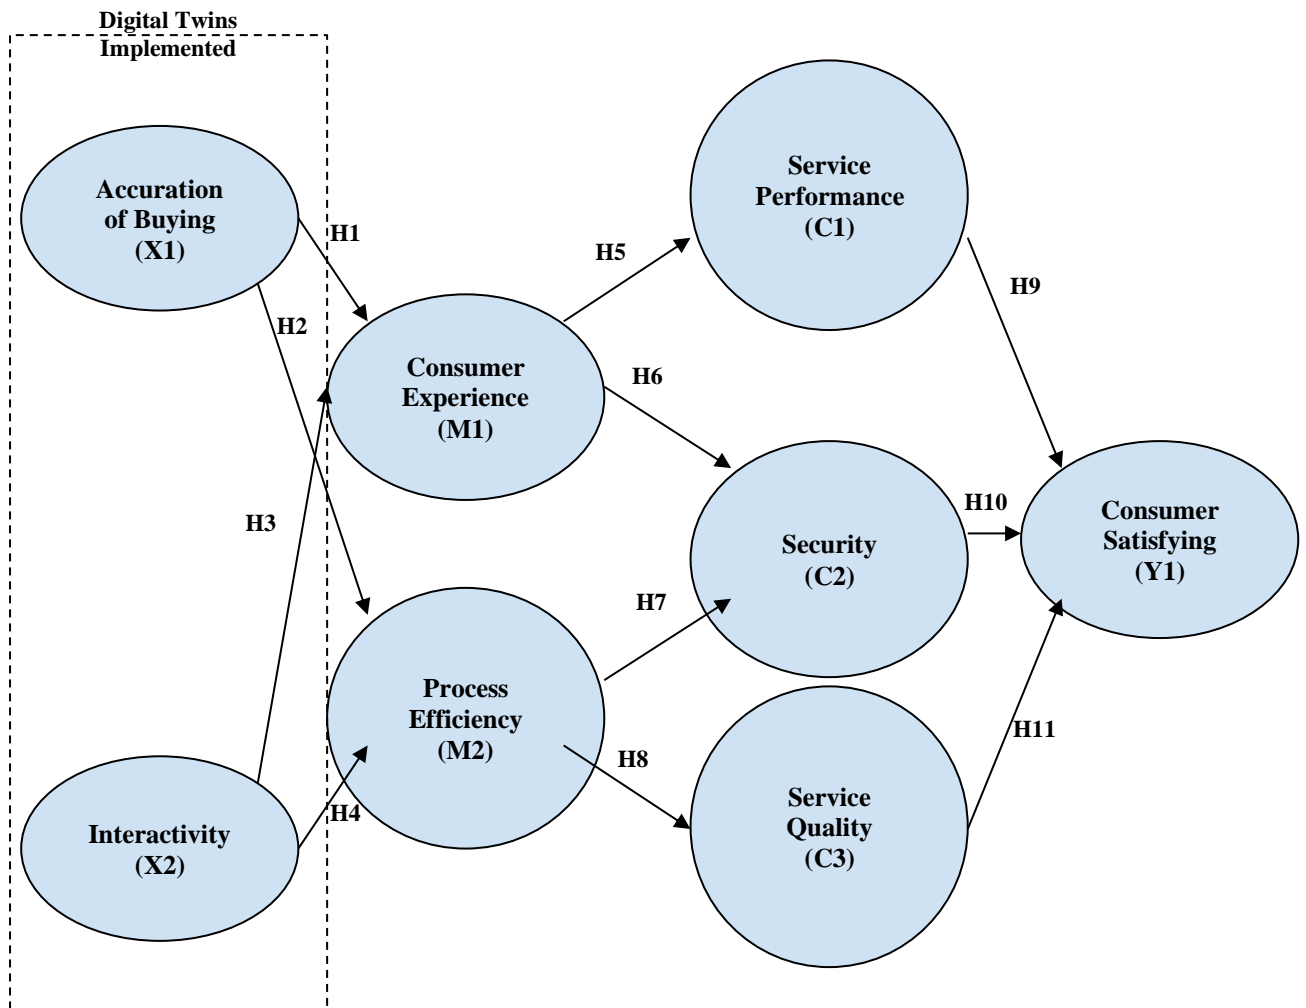 Digital Twins
Implemented
Accuration
of Buying
(X1)
H1
H2
H3
Interactivity
(X2)
H4
Consumer
Experience
(M1)
Process
Efficiency
(M2)
H5
H6
H7
H8
Service
Performance
(C1)
Security
(C2)
Service
Quality
(C3)
H9
H10
H11
Consumer
Satisfying
(Y1)